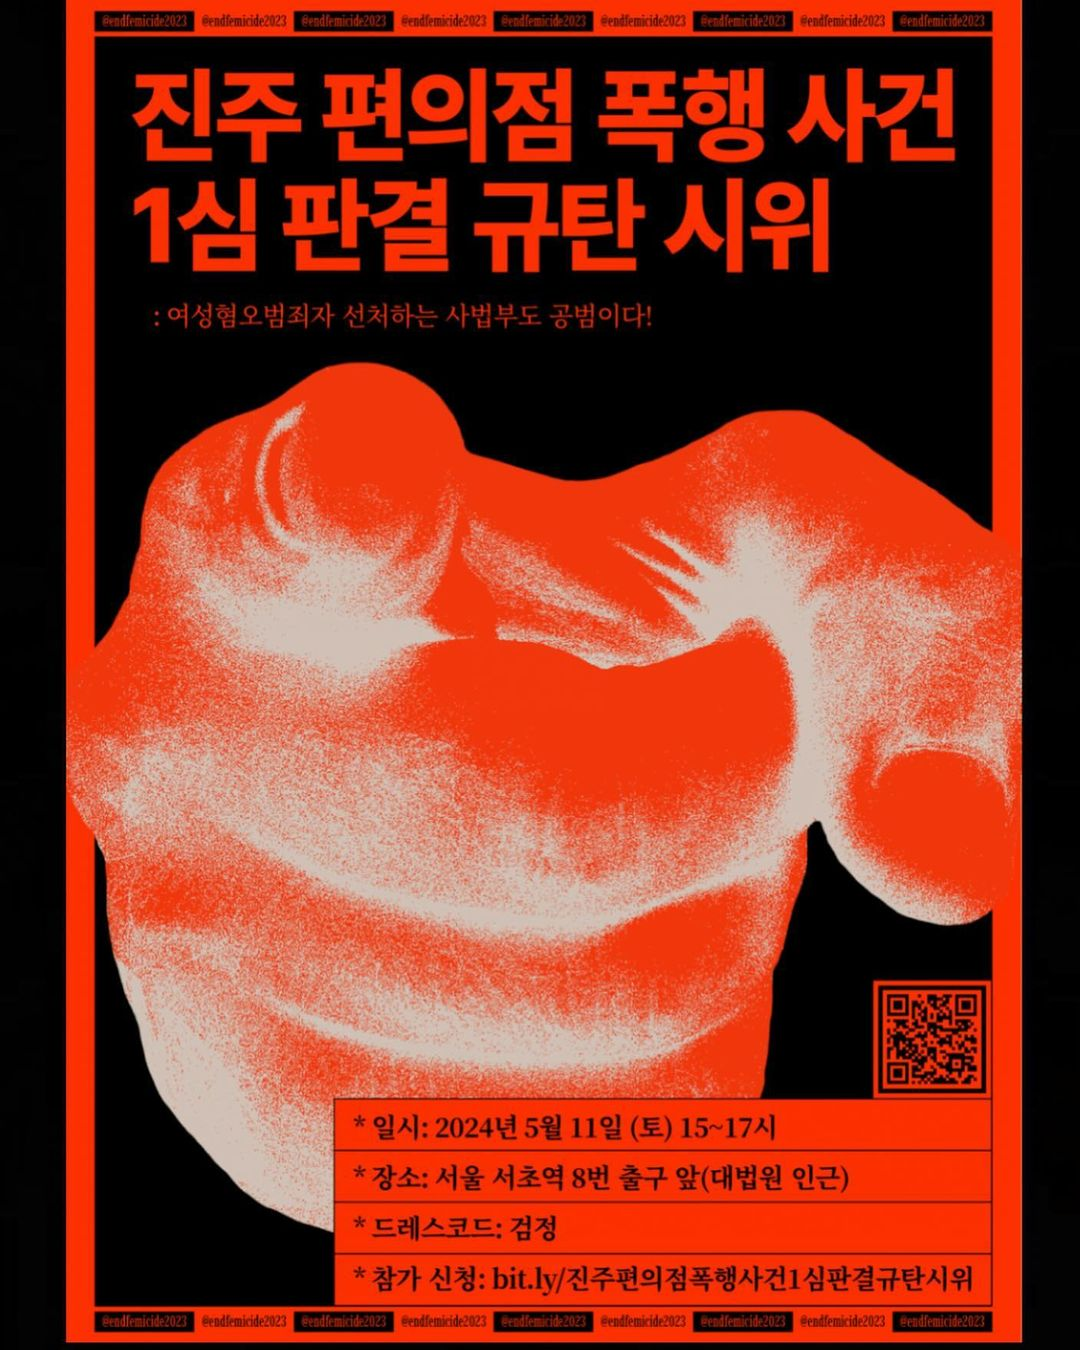 @endfemicide2023 @endfemicide2023 @endfemicide2023 @endfemicide2023 @endfemicide2023 @endfemicide2023 @endfemicide2023 @endfemicide2023 @endfemicide2023
진주 편의점 폭행 사건
1심 판결 규탄 시위
: 여성혐오범죄자 선처하는 사법부도 공범이다!
* 일시: 2024년 5월 11일 (토) 15~17시
* 장소: 서울 서초역 8번 출구 앞(대법원 인근)
* 드레스코드: 검정
* 참가 신청: bit.ly/진주편의점폭행사건1심판결규탄시위
@endfemicide2023 @endfemicide2023 @endfemicide2023 @endfemicide2023 @endfemicide2023 @endfemicide2023 @endfemicide2023 @endfemicide2023 @endfemicide2023